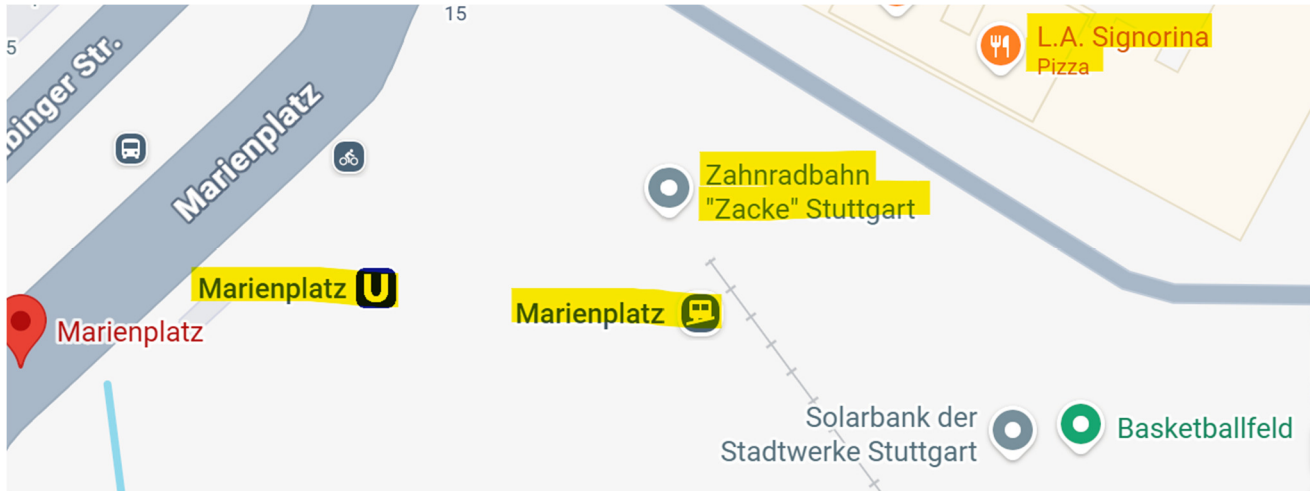 15
5
binger Str.
Marienplatz
L.A. Signorina
Pizza
Zahnradbahn
"Zacke" Stuttgart
Marienplatz U
Marienplatz
Marienplatz
Solarbank der
Stadtwerke Stuttgart
Basketballfeld